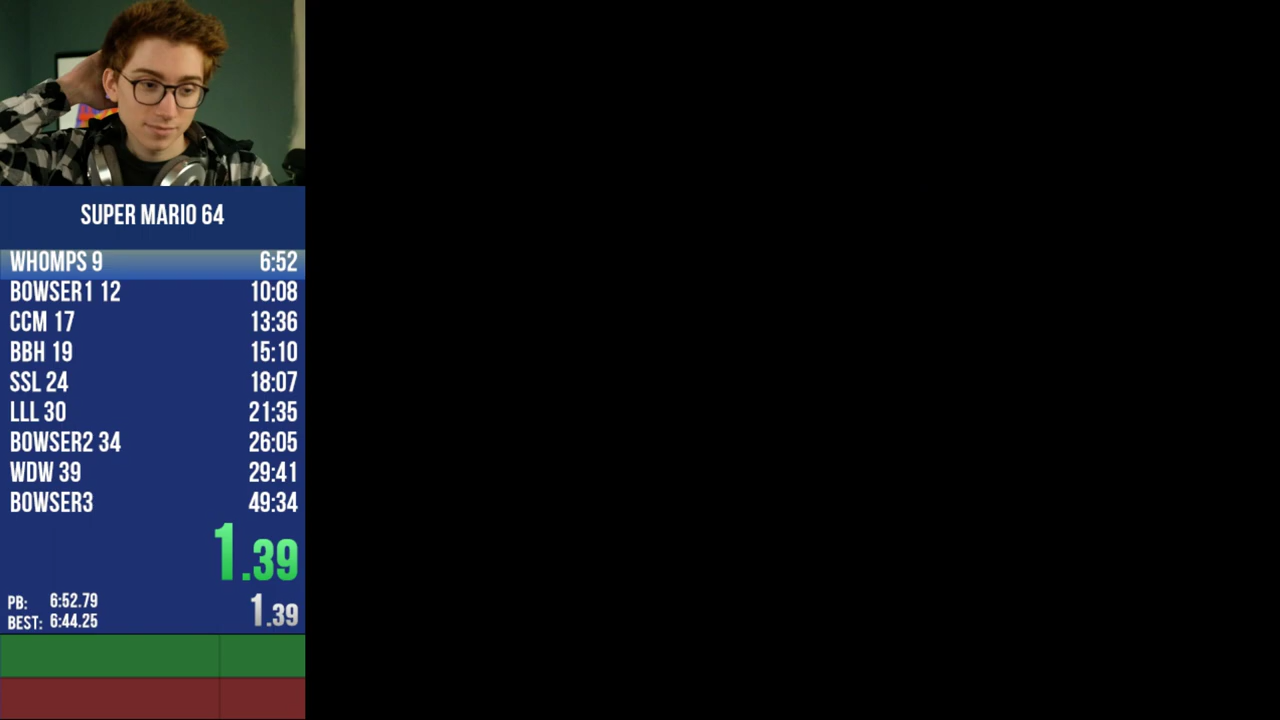 SUPER MARIO 64
WHOMPS 9 6:52
BOWSER1 12 10:08
CCM 17 13:36
BBH 19 15:10
SSL 24 18:07
LLL 30 21:35
BOWSER2 34 26:05
WDW 39 29:41
BOWSER3 49:34
1.39
PB: 6:52.79
BEST: 6:44.25
1.39